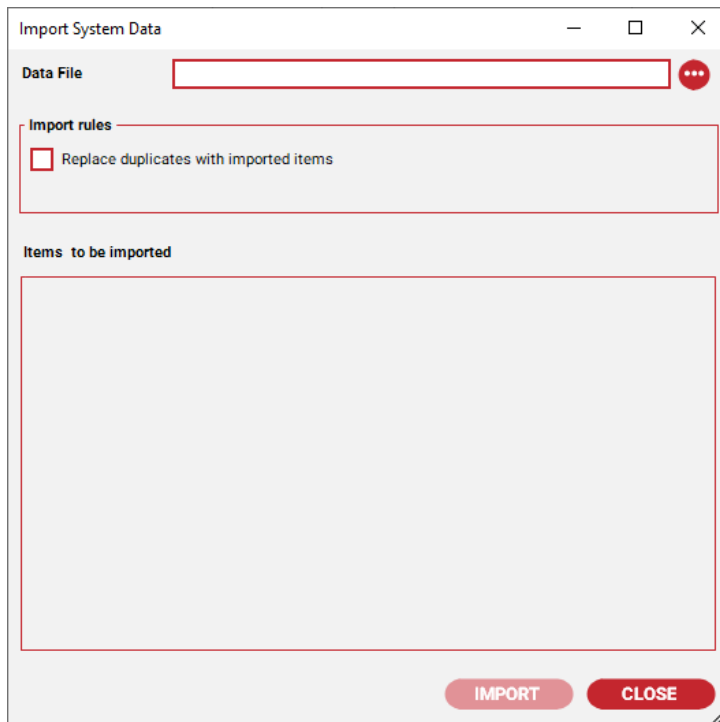 Import System Data
Data File
Import rules
Replace duplicates with imported items
Items to be imported
IMPORT
CLOSE